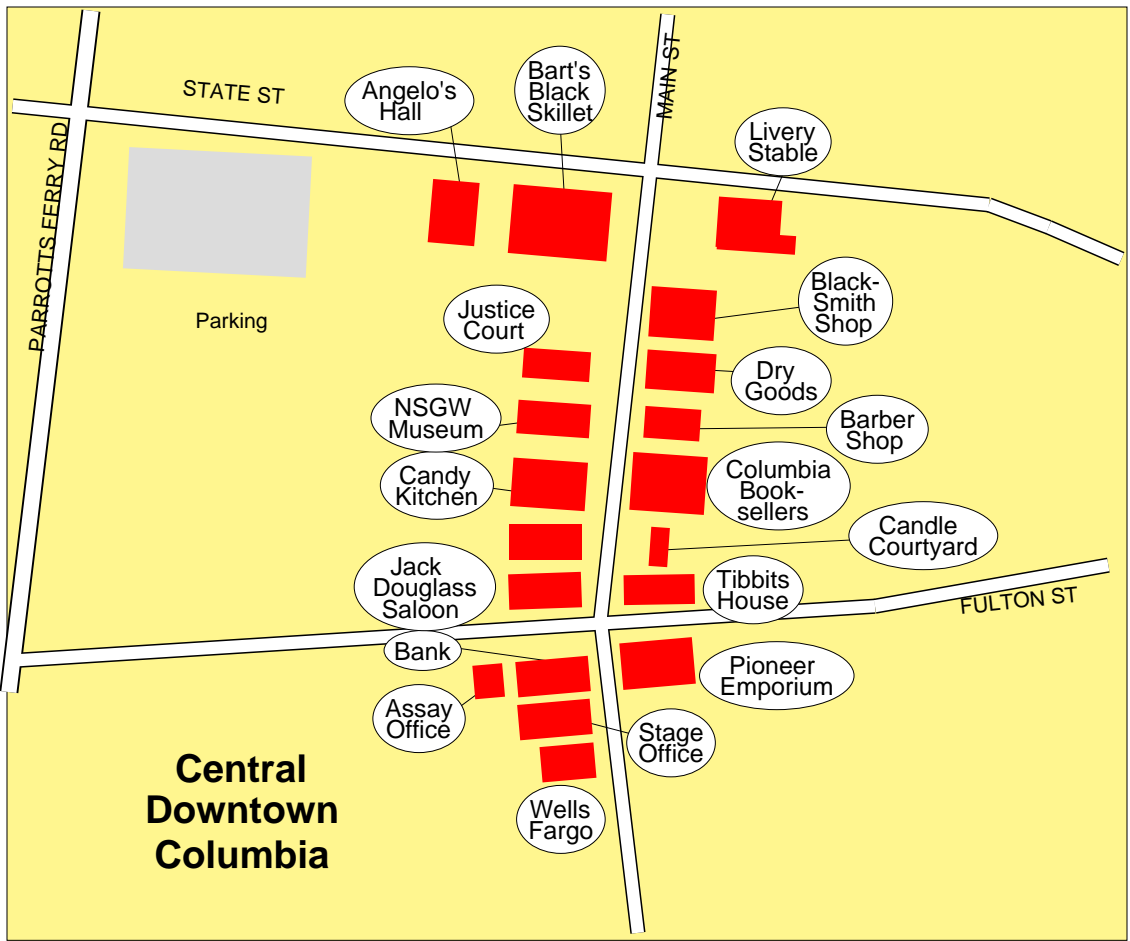 STATE ST
MAIN ST
PARROTTS FERRY RD
Angelo's
Hall
Bart's
Black
Skillet
Livery
Stable
Parking
Justice
Court
Black-
Smith
Shop
Dry
Goods
NSGW
Museum
Barber
Shop
Candy
Kitchen
Columbia
Book-
sellers
Candle
Courtyard
Jack
Douglass
Saloon
Tibbits
House
FULTON ST
Bank
Pioneer
Emporium
Assay
Office
Stage
Office
Wells
Fargo
Central
Downtown
Columbia